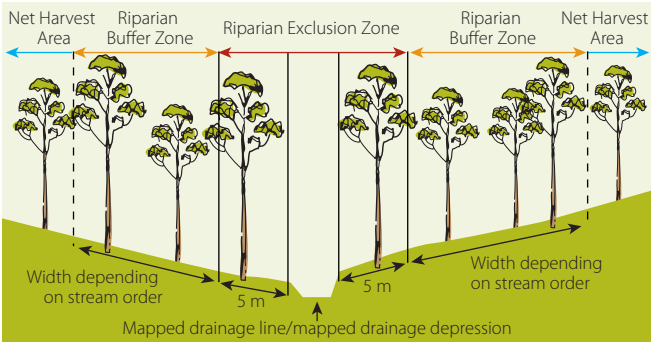 Net Harvest
Area
Riparian
Buffer Zone
Riparian Exclusion Zone
Riparian
Buffer Zone
Net Harvest
Area
Width depending
on stream order
5 m
5 m
Width depending
on stream order
Mapped drainage line/mapped drainage depression